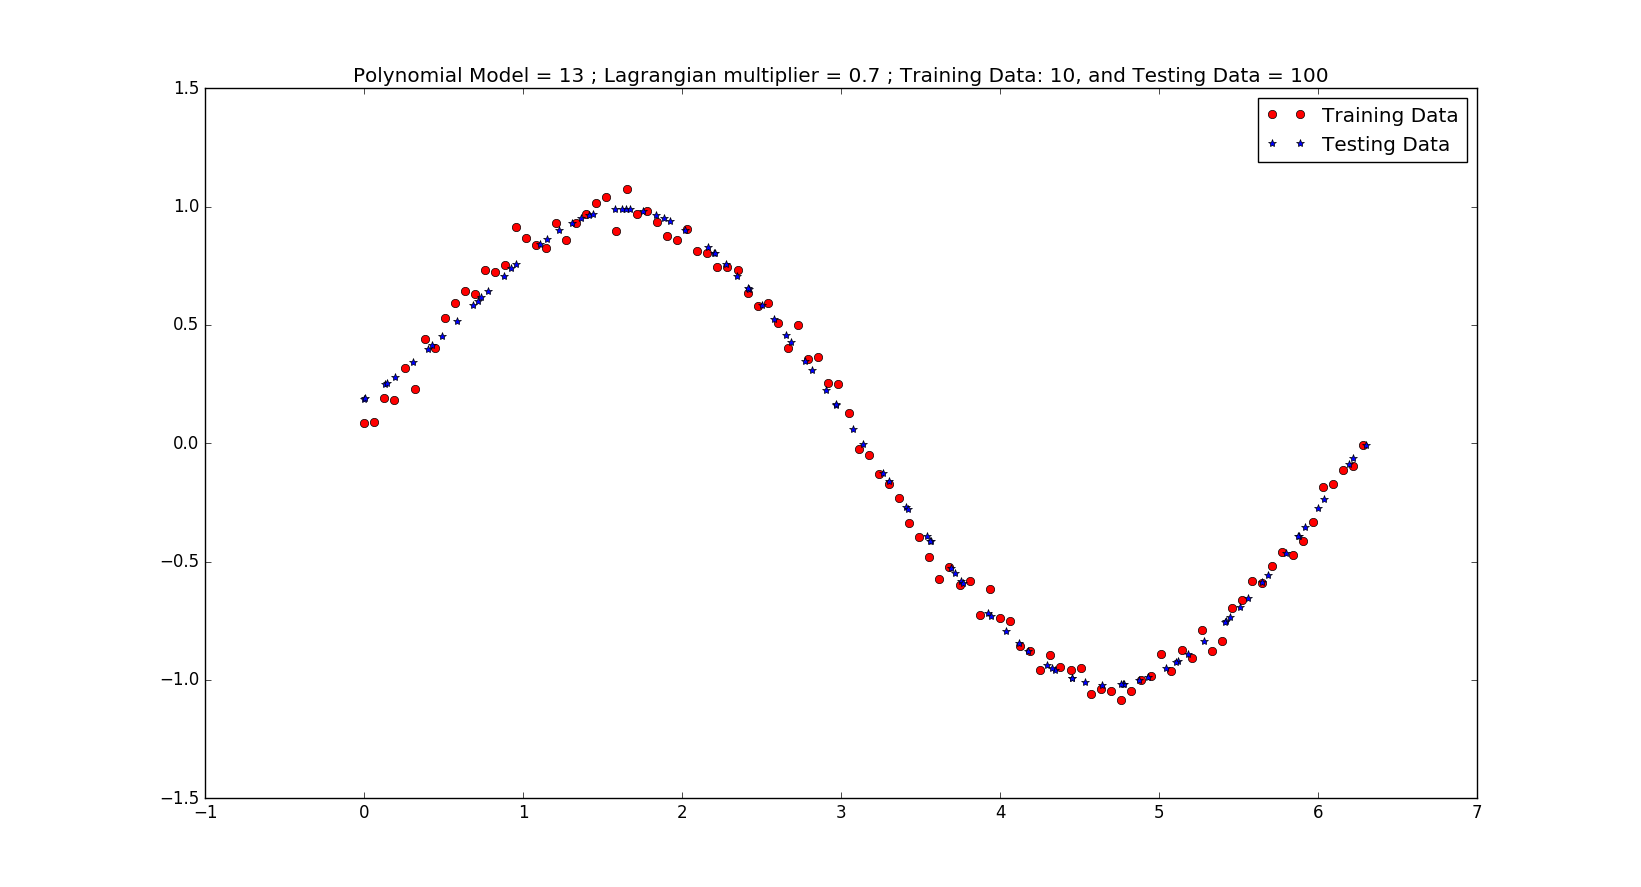 Polynomial Model = 13 ; Lagrangian multiplier = 0.7 ; Training Data: 10, and Testing Data = 100
Training Data
Testing Data
1.5
1.0
0.5
0.0
−0.5
−1.0
−1.5
−1 0 1 2 3 4 5 6 7